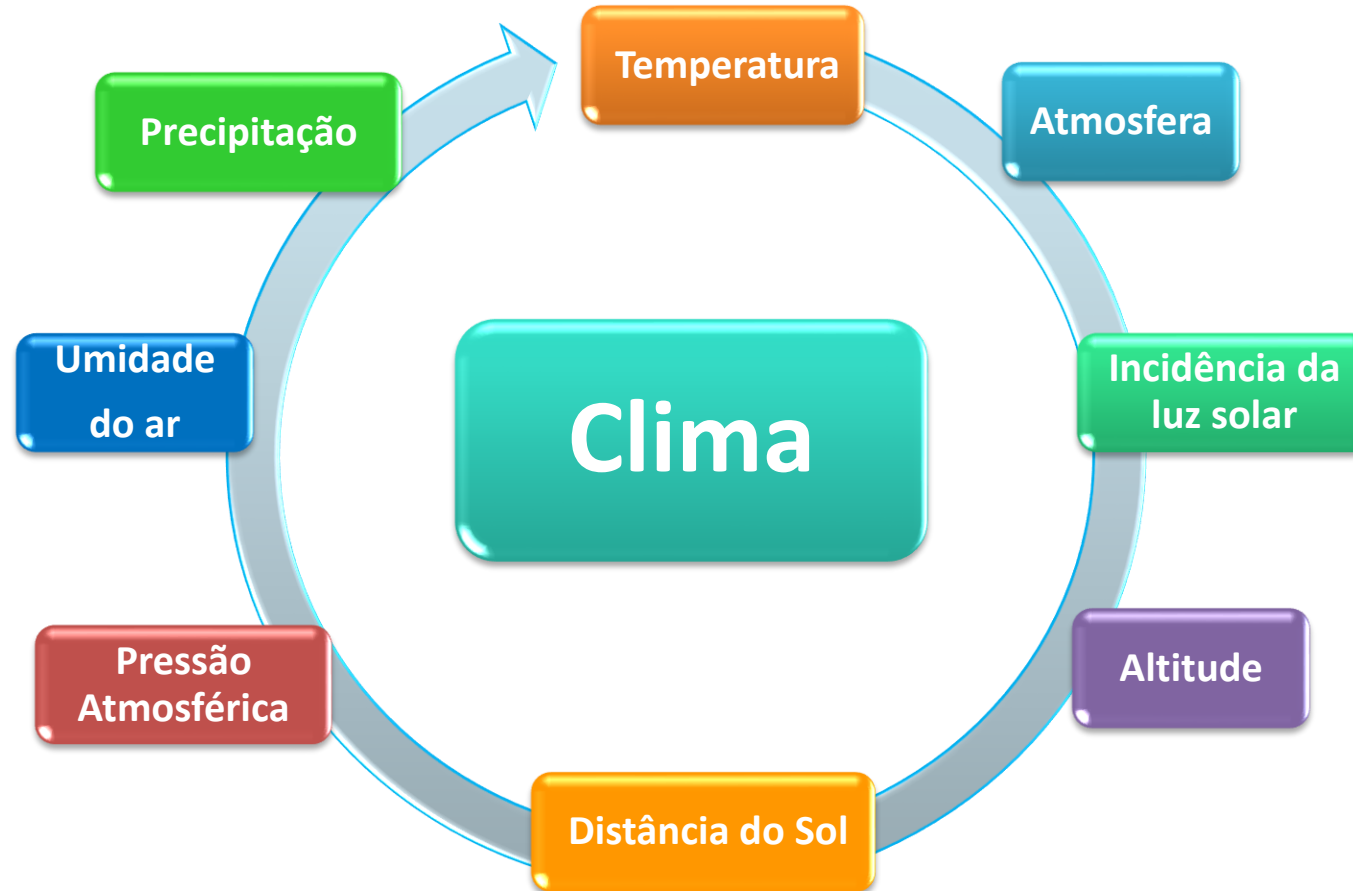 Temperatura
Atmosfera
Incidência da
luz solar
Altitude
Distância do Sol
Pressão
Atmosférica
Umidade
do ar
Precipitação
Clima